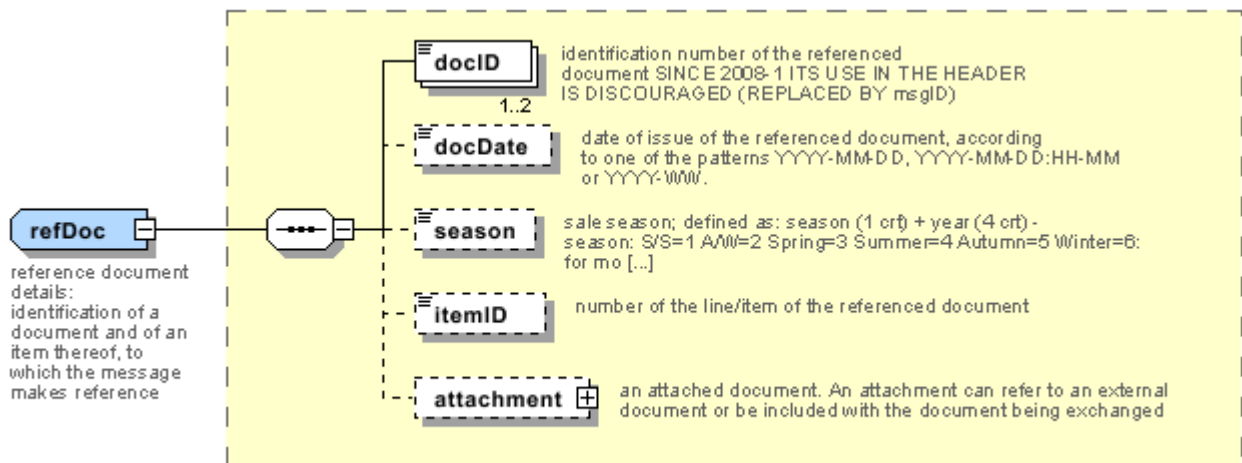 docID
identification number of the referenced
document SINCE 2008-1 ITS USE IN THE HEADER
IS DISCOURAGED (REPLACED BY msgID)
1..2
docDate
date of issue of the referenced document, according
to one of the patterns YYYY-MM-DD, YYYY-MM-DD:HH-MM
or YYYY-WW.
refDoc
reference document
details:
identification of a
document and of an
item thereof, to
which the message
makes reference
season
sale season; defined as: season (1 crt) + year (4 crt) -
season: S/S=1 A/W=2 Spring=3 Summer=4 Autumn=5 Winter=6:
for mo [...]
itemID
number of the line/item of the referenced document
attachment
an attached document. An attachment can refer to an external
document or be included with the document being exchanged